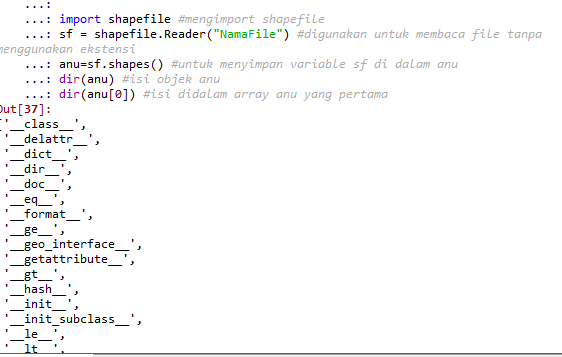 ...:
...: import shapefile #mengimport shapefile
...: sf = shapefile.Reader("NamaFile") #digunakan untuk membaca file tanpa
menggunakan ekstensi
...: anu=sf.shapes() #untuk menyimpan variable sf di dalam anu
...: dir(anu) #isi objek anu
...: dir(anu[0]) #isi didalam array anu yang pertama
Out[37]:
['__class__',
'__delattr__',
'__dict__',
'__dir__',
'__doc__',
'__eq__',
'__format__',
'__ge__',
'__geo_interface__',
'__getattribute__',
'__gt__',
'__hash__',
'__init__',
'__init_subclass__',
'__le__',
'__lt__',